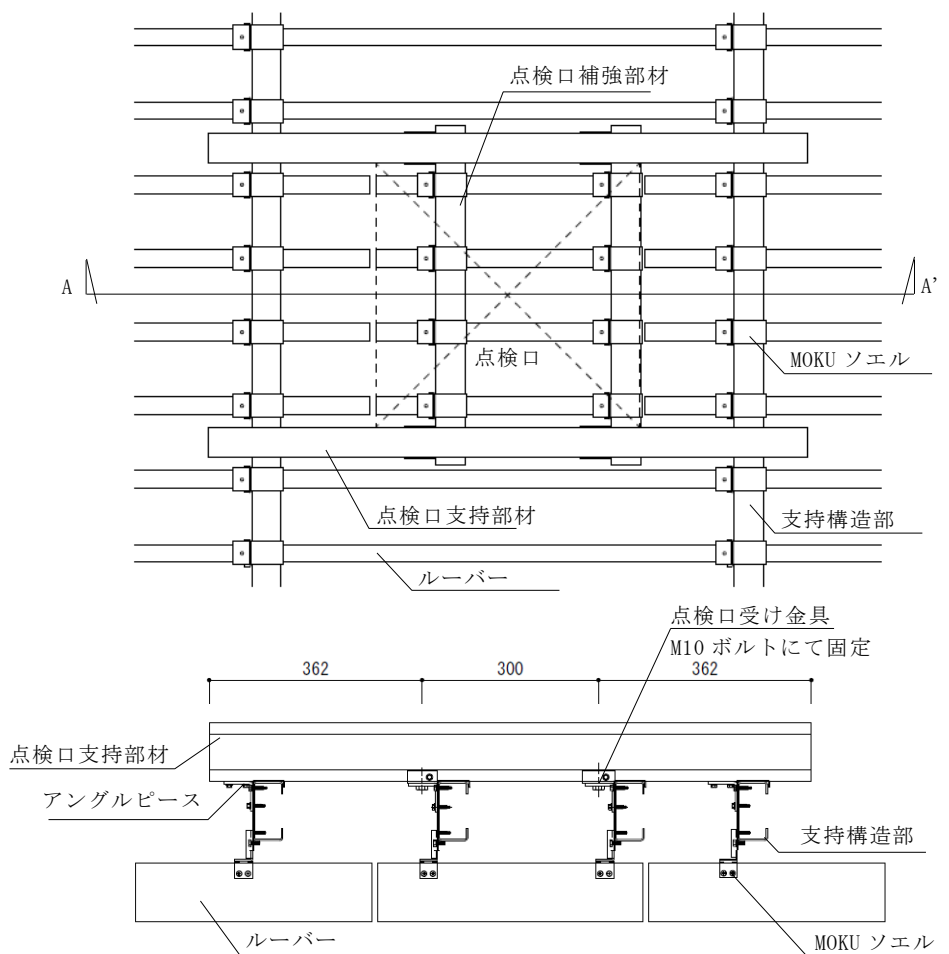 点検口補強部材
A
A'
点検口
MOKU ソエル
点検口支持部材
支持構造部
ルーバー
点検口受け金具
M10 ボルトにて固定
362
300
362
点検口支持部材
アングルピース
支持構造部
ルーバー
MOKU ソエル